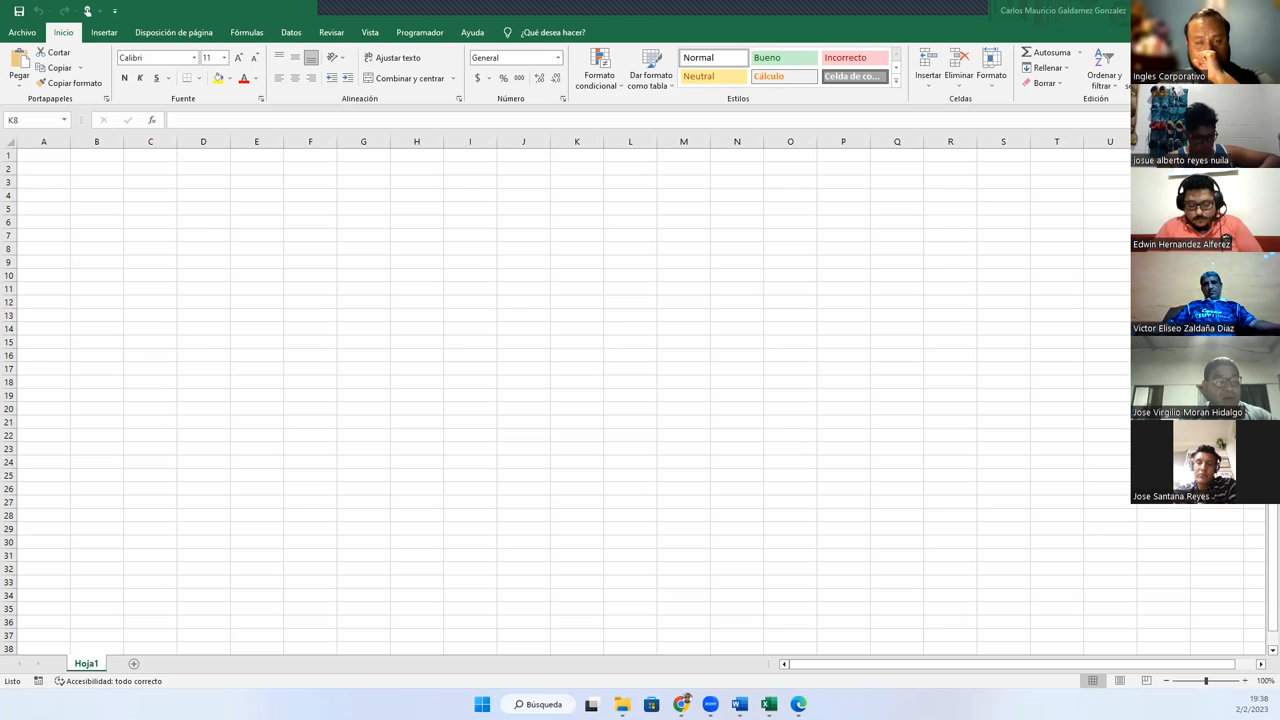 Carlos Mauricio Galdamez Gonzalez
Archivo Inicio Insertar Disposición de página Fórmulas Datos Revisar Vista Programador Ayuda ¿Qué desea hacer?
Pegar
Cortar
Copiar
Copiar formato
Portapapeles
Calibri 11
N K S
Fuente
Ajustar texto
Combinar y centrar
Alineación
General
$ % 000
Número
Formato condicional
Dar formato como tabla
Normal Bueno Incorrecto
Neutral Cálculo Celda de co...
Estilos
Insertar Eliminar Formato
Celdas
Autosuma
Rellenar
Borrar
Ordenar y filtrar
Edición
K8 fx
A B C D E F G H I J K L M N O P Q R S T U
1
2
3
4
5
6
7
8
9
10
11
12
13
14
15
16
17
18
19
20
21
22
23
24
25
26
27
28
29
30
31
32
33
34
35
36
37
38
Ingles Corporativo
josue alberto reyes nuila
Edwin Hernandez Alferez
Victor Eliseo Zaldaña Diaz
Jose Virgilio Moran Hidalgo
Jose Santana Reyes
Hoja1
Listo Accesibilidad: todo correcto 100%
Búsqueda
19:38
2/2/2023